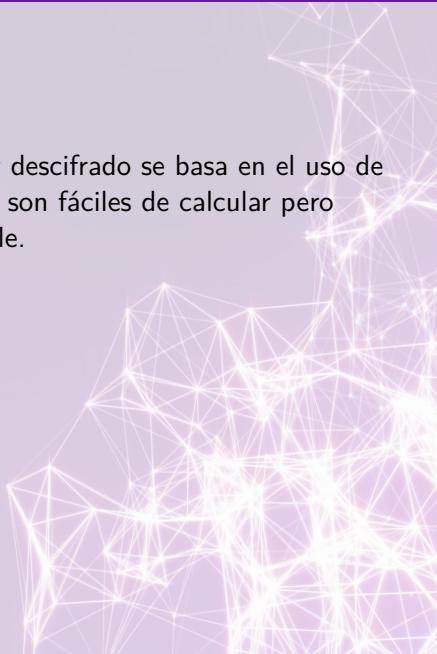 descifrado se basa en el uso de
son fáciles de calcular pero
le.